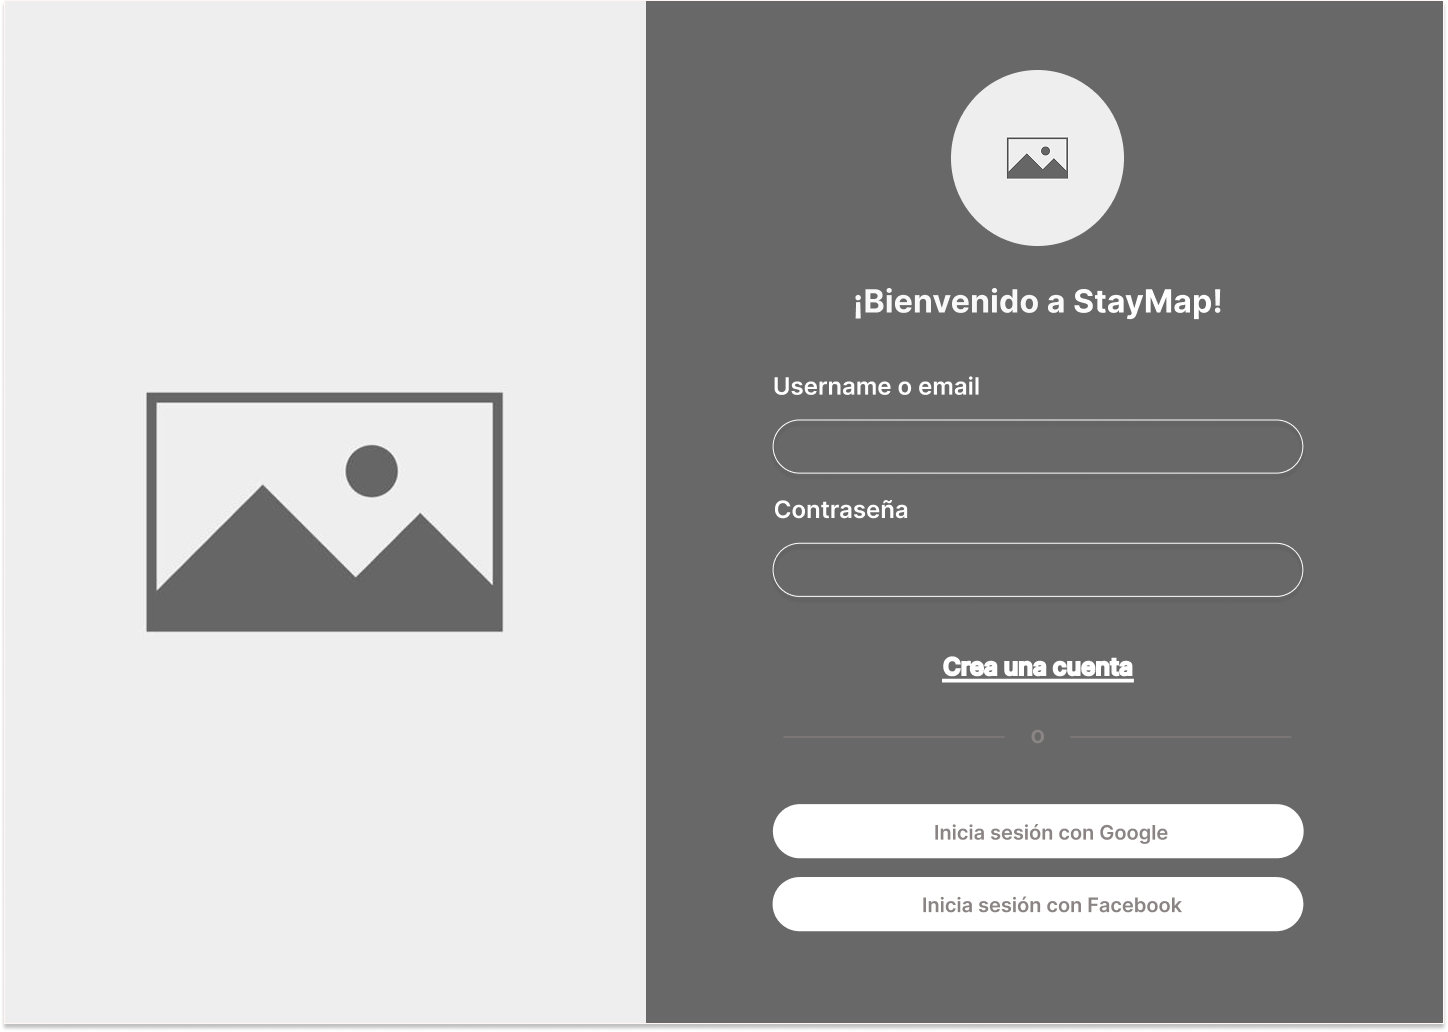 ¡Bienvenido a StayMap!
Username o email
Contraseña
Crea una cuenta
o
Inicia sesión con Google
Inicia sesión con Facebook